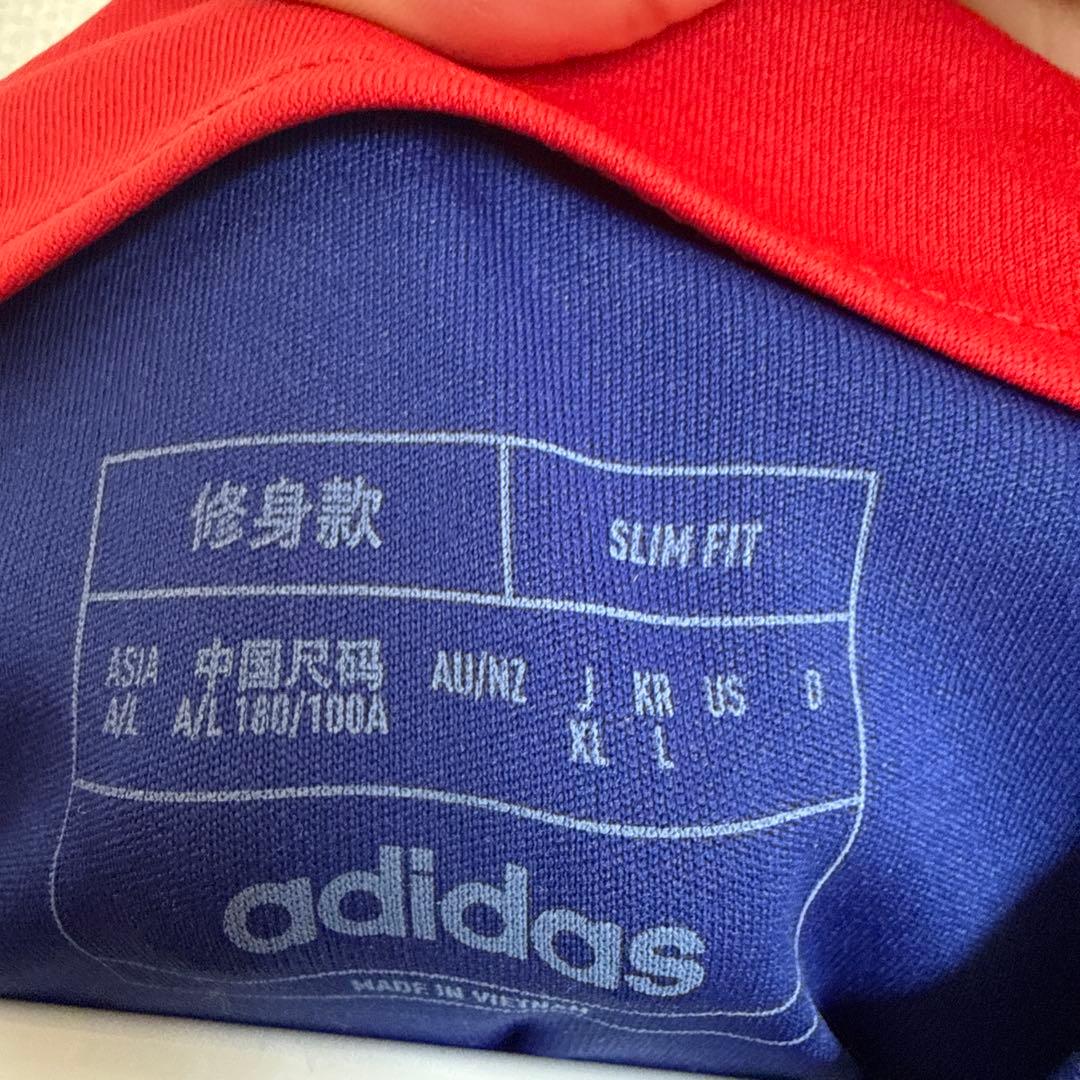 修身款 SLIM FIT
ASIA 中国尺码 AU/NZ J KR US D
A/L A/L 180/100A XL L
adidas
MADE IN VIETNAM